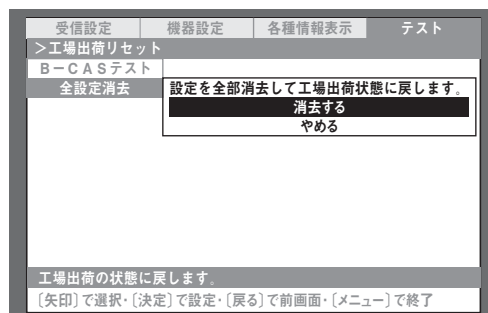 受信設定 機器設定 各種情報表示 テスト
>工場出荷リセット
B－CASテスト
全設定消去 設定を全部消去して工場出荷状態に戻します。
消去する
やめる
工場出荷の状態に戻します。
〔矢印〕で選択・〔決定〕で設定・〔戻る〕で前画面・〔メニュー〕で終了